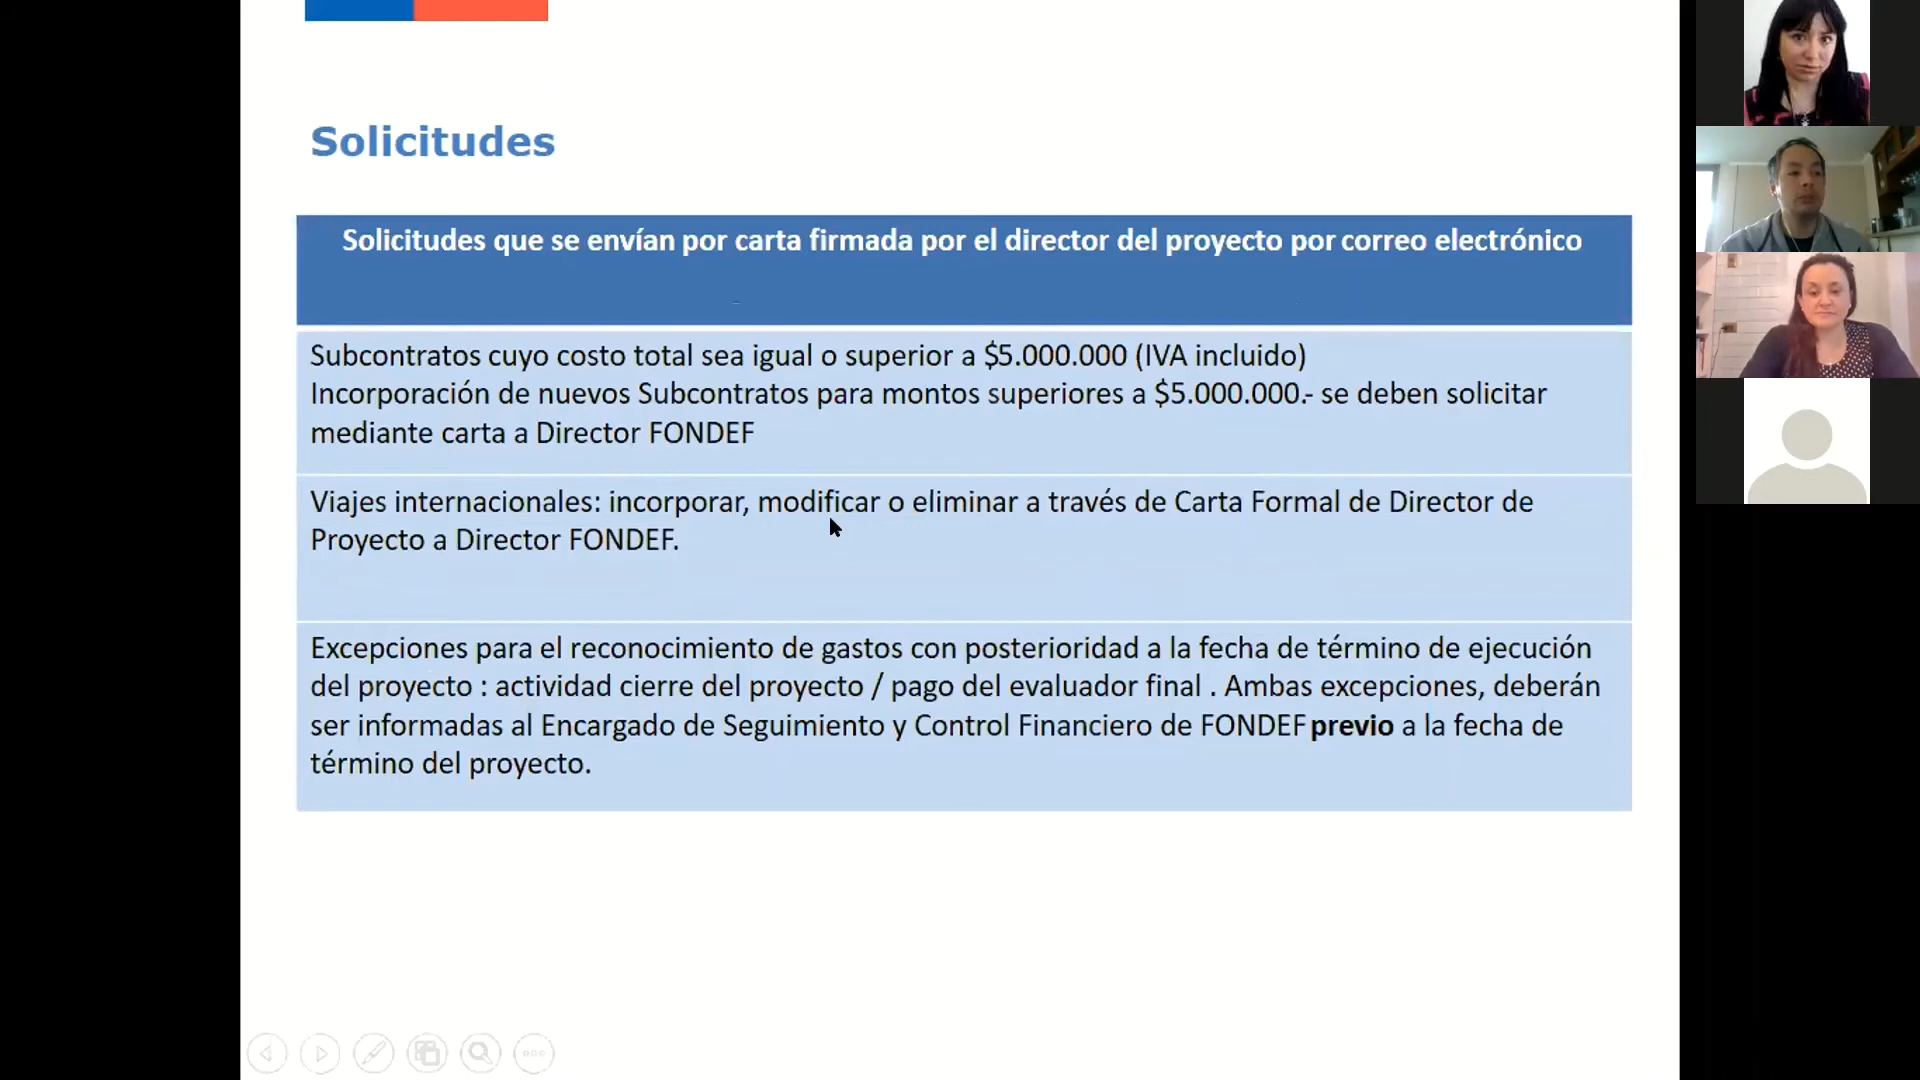 Solicitudes
Solicitudes que se envían por carta firmada por el director del proyecto por correo electrónico
Subcontratos cuyo costo total sea igual o superior a $5.000.000 (IVA incluido)
Incorporación de nuevos Subcontratos para montos superiores a $5.000.000.- se deben solicitar
mediante carta a Director FONDEF
Viajes internacionales: incorporar, modificar o eliminar a través de Carta Formal de Director de
Proyecto a Director FONDEF.
Excepciones para el reconocimiento de gastos con posterioridad a la fecha de término de ejecución
del proyecto : actividad cierre del proyecto / pago del evaluador final . Ambas excepciones, deberán
ser informadas al Encargado de Seguimiento y Control Financiero de FONDEF previo a la fecha de
término del proyecto.